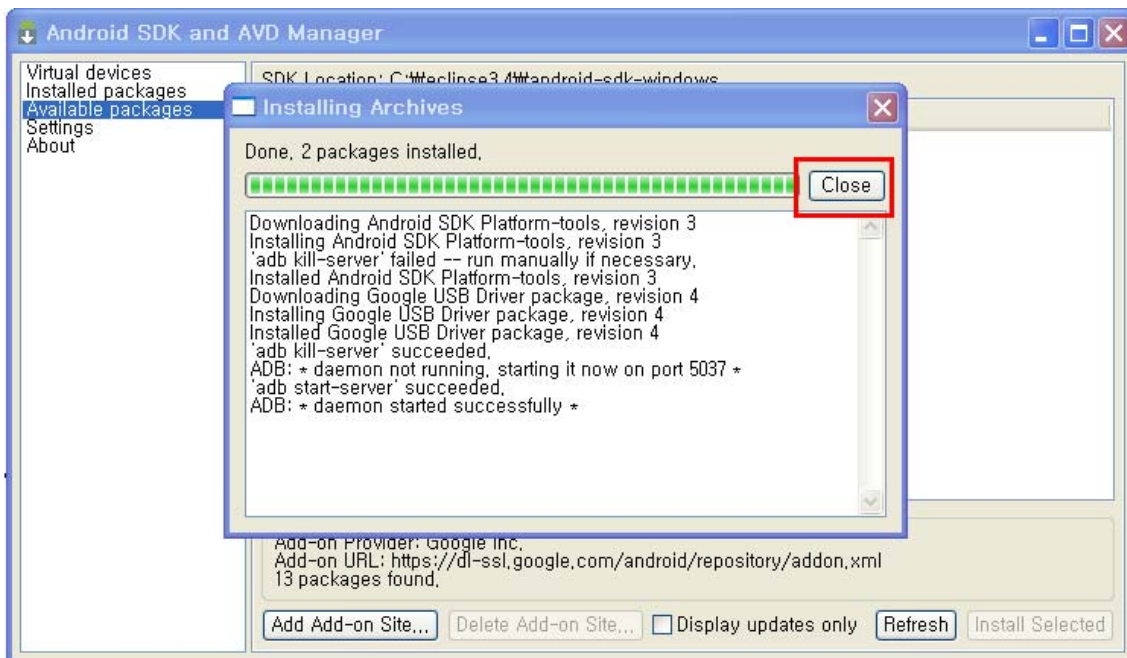 Android SDK and AVD Manager
Virtual devices
Installed packages
Available packages
Settings
About
SDK Location: C:₩eclipse3.4₩android-sdk-windows
Installing Archives
Done. 2 packages installed.
Close
Downloading Android SDK Platform-tools, revision 3
Installing Android SDK Platform-tools, revision 3
'adb kill-server' failed -- run manually if necessary.
Installed Android SDK Platform-tools, revision 3
Downloading Google USB Driver package, revision 4
Installing Google USB Driver package, revision 4
Installed Google USB Driver package, revision 4
'adb kill-server' succeeded.
ADB: * daemon not running, starting it now on port 5037 *
'adb start-server' succeeded.
ADB: * daemon started successfully *
Add-on Provider: Google Inc.
Add-on URL: https://dl-ssl.google.com/android/repository/addon.xml
13 packages found.
Add Add-on Site... Delete Add-on Site... Display updates only Refresh Install Selected